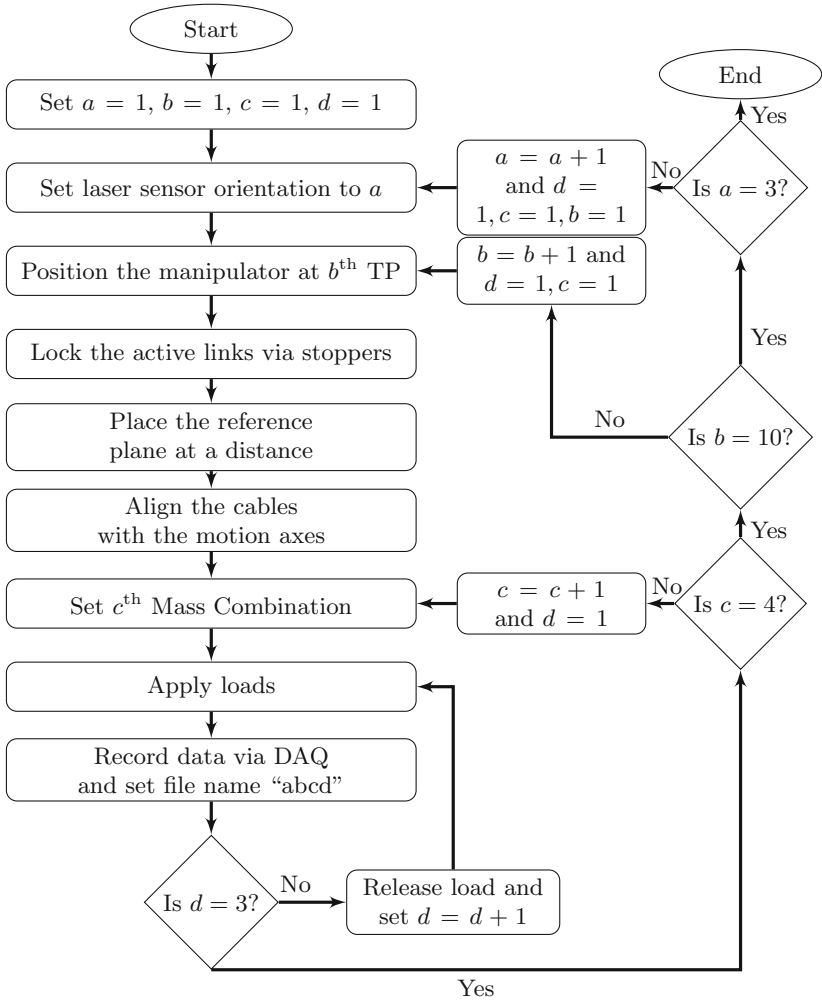 Start
Set a = 1, b = 1, c = 1, d = 1
Set laser sensor orientation to a
Position the manipulator at bᵗʰ TP
Lock the active links via stoppers
Place the reference
plane at a distance
Align the cables
with the motion axes
Set cᵗʰ Mass Combination
Apply loads
Record data via DAQ
and set file name “abcd”
Is d = 3?
No
Release load and
set d = d + 1
Yes
Is c = 4?
No
c = c + 1
and d = 1
Yes
Is b = 10?
No
b = b + 1 and
d = 1, c = 1
Yes
Is a = 3?
No
a = a + 1
and d =
1, c = 1, b = 1
Yes
End